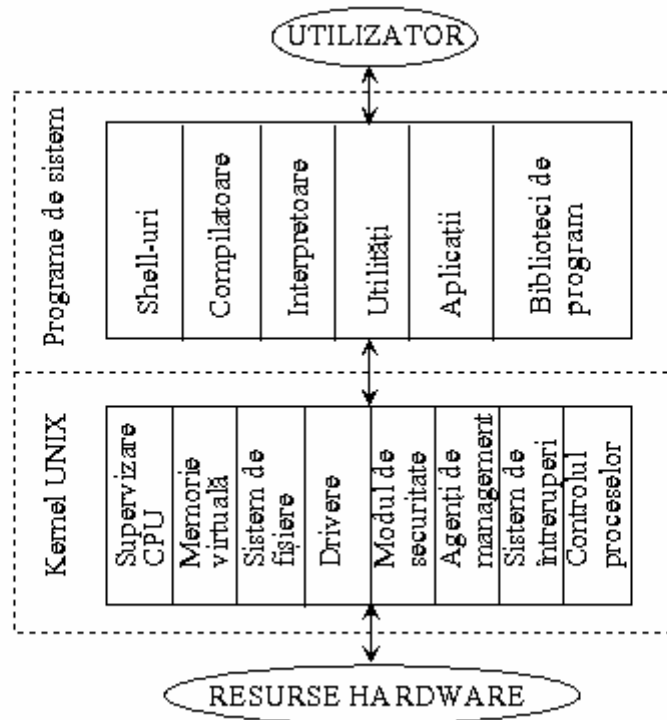 UTILIZATOR
Programe de sistem
Shell-uri
Compilatoare
Interpretoare
Utilități
Aplicații
Biblioteci de
program
Kernel UNIX
Supervizare
CPU
Memorie
virtuală
Sistem de
fișiere
Drivere
Modul de
securitate
Agenți de
management
Sistem de
întreruperi
Controlul
proceselor
RESURSE HARDWARE